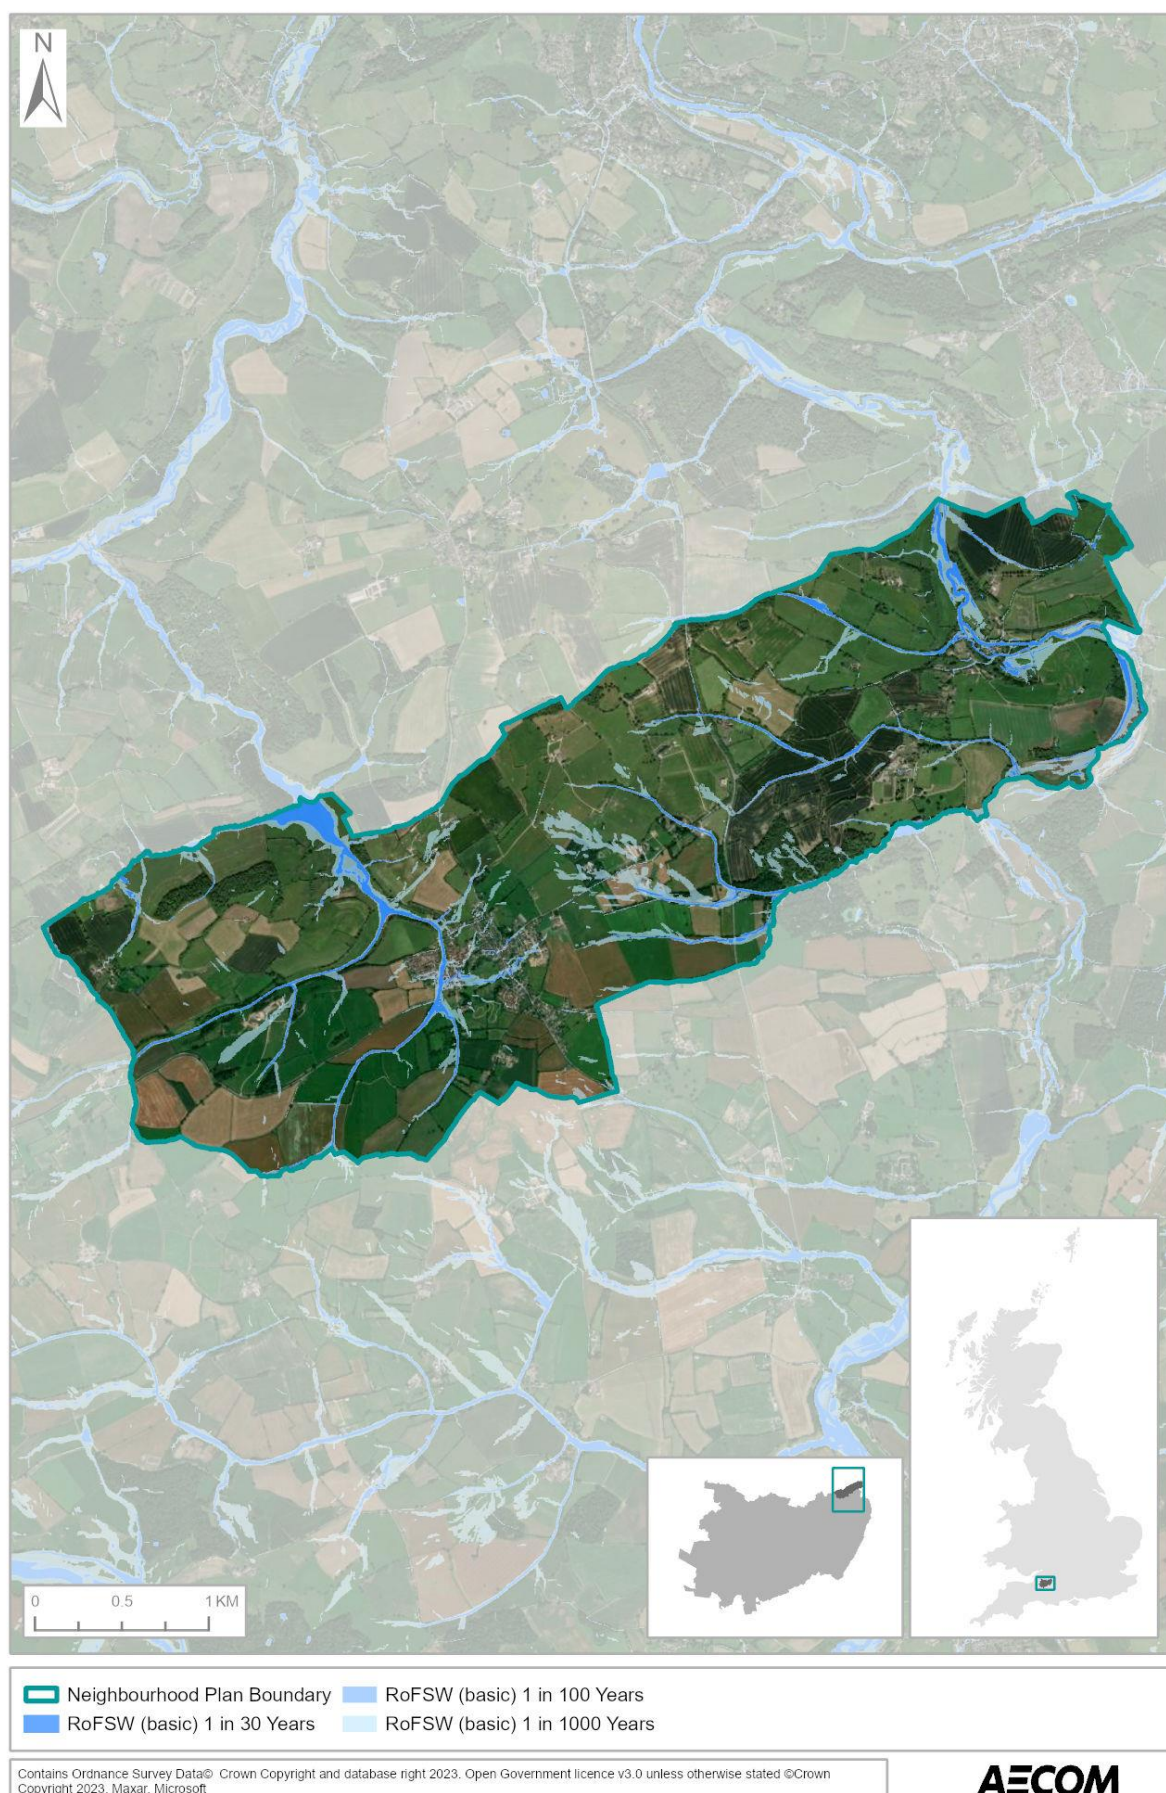 N
0 0.5 1 KM
Neighbourhood Plan Boundary
RoFSW (basic) 1 in 30 Years
RoFSW (basic) 1 in 100 Years
RoFSW (basic) 1 in 1000 Years
Contains Ordnance Survey Data© Crown Copyright and database right 2023. Open Government licence v3.0 unless otherwise stated ©Crown
Copyright 2023. Maxar, Microsoft
AECOM